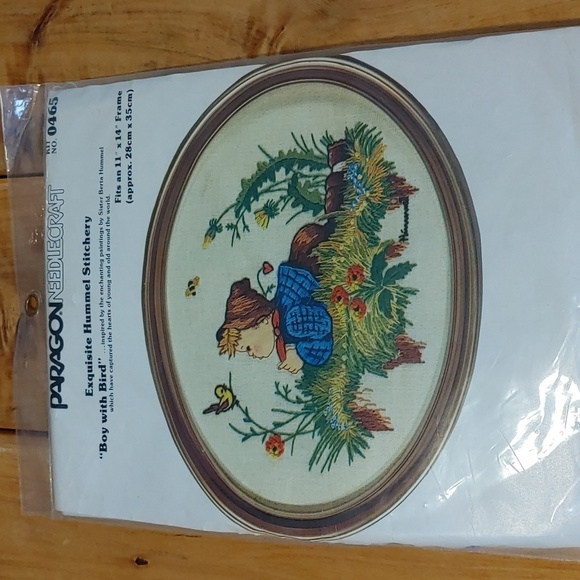 PARAGON NEEDLECRAFT
KIT
NO. 0465
Exquisite Hummel Stitchery
"Boy with Bird" ...inspired by the enchanting paintings by Sister Berta Hummel
which have captured the hearts of young and old around the world.
Fits an 11" x 14" Frame
(approx. 28cm x 35cm)
Hummel